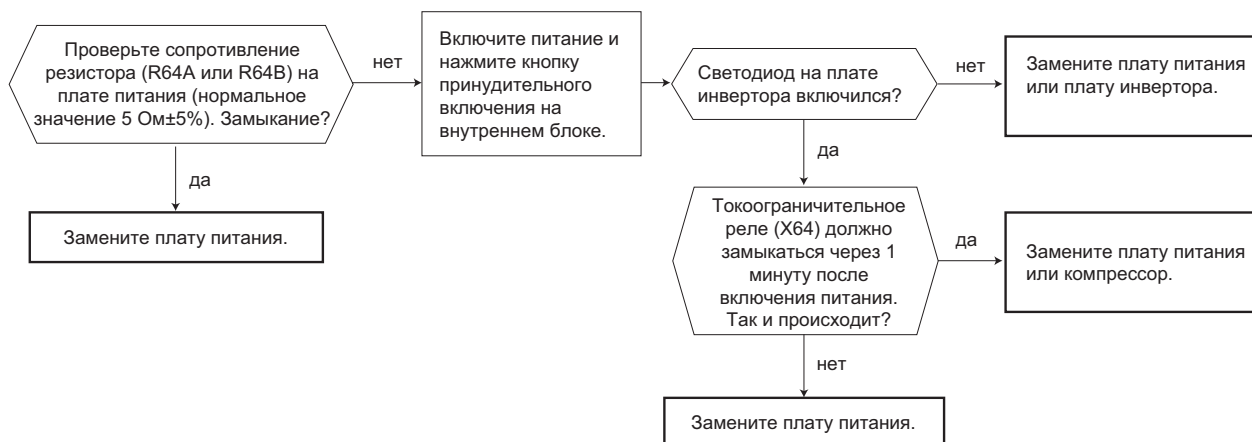 Проверьте сопротивление
резистора (R64A или R64B) на
плате питания (нормальное
значение 5 Ом±5%). Замыкание?
нет
Включите питание и
нажмите кнопку
принудительного
включения на
внутреннем блоке.
Светодиод на плате
инвертора включился?
нет
Замените плату питания
или плату инвертора.
да
Замените плату питания.
да
Токоограничительное
реле (X64) должно
замыкаться через 1
минуту после
включения питания.
Так и происходит?
да
Замените плату питания
или компрессор.
нет
Замените плату питания.